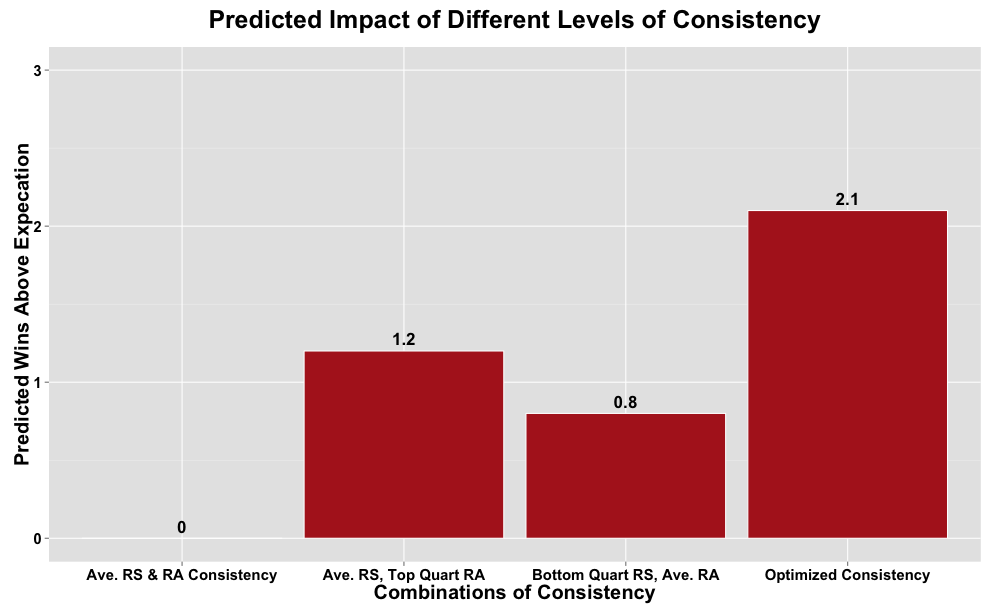 Predicted Impact of Different Levels of Consistency
Predicted Wins Above Expecation
3
2
1
0
0
1.2
0.8
2.1
Ave. RS & RA Consistency
Ave. RS, Top Quart RA
Bottom Quart RS, Ave. RA
Optimized Consistency
Combinations of Consistency